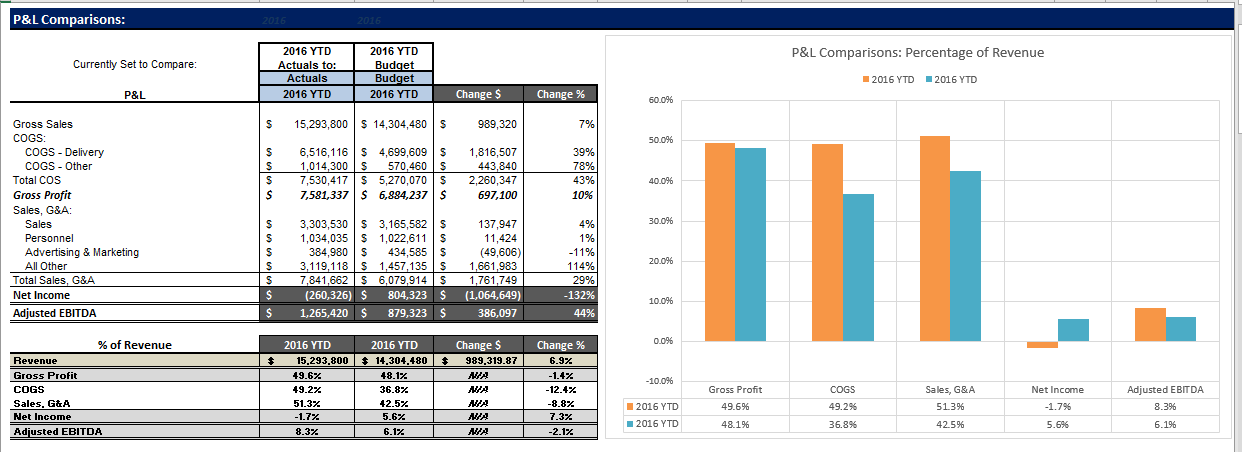 P&L Comparisons: 2016 2016
2016 YTD 2016 YTD
Currently Set to Compare: Actuals to: Budget
Actuals Budget
P&L 2016 YTD 2016 YTD Change $ Change %
Gross Sales $ 15,293,800 $ 14,304,480 $ 989,320 7%
COGS:
COGS - Delivery $ 6,516,116 $ 4,699,609 $ 1,816,507 39%
COGS - Other $ 1,014,300 $ 570,460 $ 443,840 78%
Total COS $ 7,530,417 $ 5,270,070 $ 2,260,347 43%
Gross Profit $ 7,581,337 $ 6,884,237 $ 697,100 10%
Sales, G&A:
Sales $ 3,303,530 $ 3,165,582 $ 137,947 4%
Personnel $ 1,034,035 $ 1,022,611 $ 11,424 1%
Advertising & Marketing $ 384,980 $ 434,585 $ (49,606) -11%
All Other $ 3,119,118 $ 1,457,135 $ 1,661,983 114%
Total Sales, G&A $ 7,841,662 $ 6,079,914 $ 1,761,749 29%
Net Income $ (260,326) $ 804,323 $ (1,064,649) -132%
Adjusted EBITDA $ 1,265,420 $ 879,323 $ 386,097 44%
% of Revenue 2016 YTD 2016 YTD Change $ Change %
Revenue $ 15,293,800 $ 14,304,480 $ 989,319.87 6.9%
Gross Profit 49.6% 48.1% N/A -1.4%
COGS 49.2% 36.8% N/A -12.4%
Sales, G&A 51.3% 42.5% N/A -8.8%
Net Income -1.7% 5.6% N/A 7.3%
Adjusted EBITDA 8.3% 6.1% N/A -2.1%
P&L Comparisons: Percentage of Revenue
2016 YTD 2016 YTD
60.0%
50.0%
40.0%
30.0%
20.0%
10.0%
0.0%
-10.0%
Gross Profit COGS Sales, G&A Net Income Adjusted EBITDA
2016 YTD 49.6% 49.2% 51.3% -1.7% 8.3%
2016 YTD 48.1% 36.8% 42.5% 5.6% 6.1%